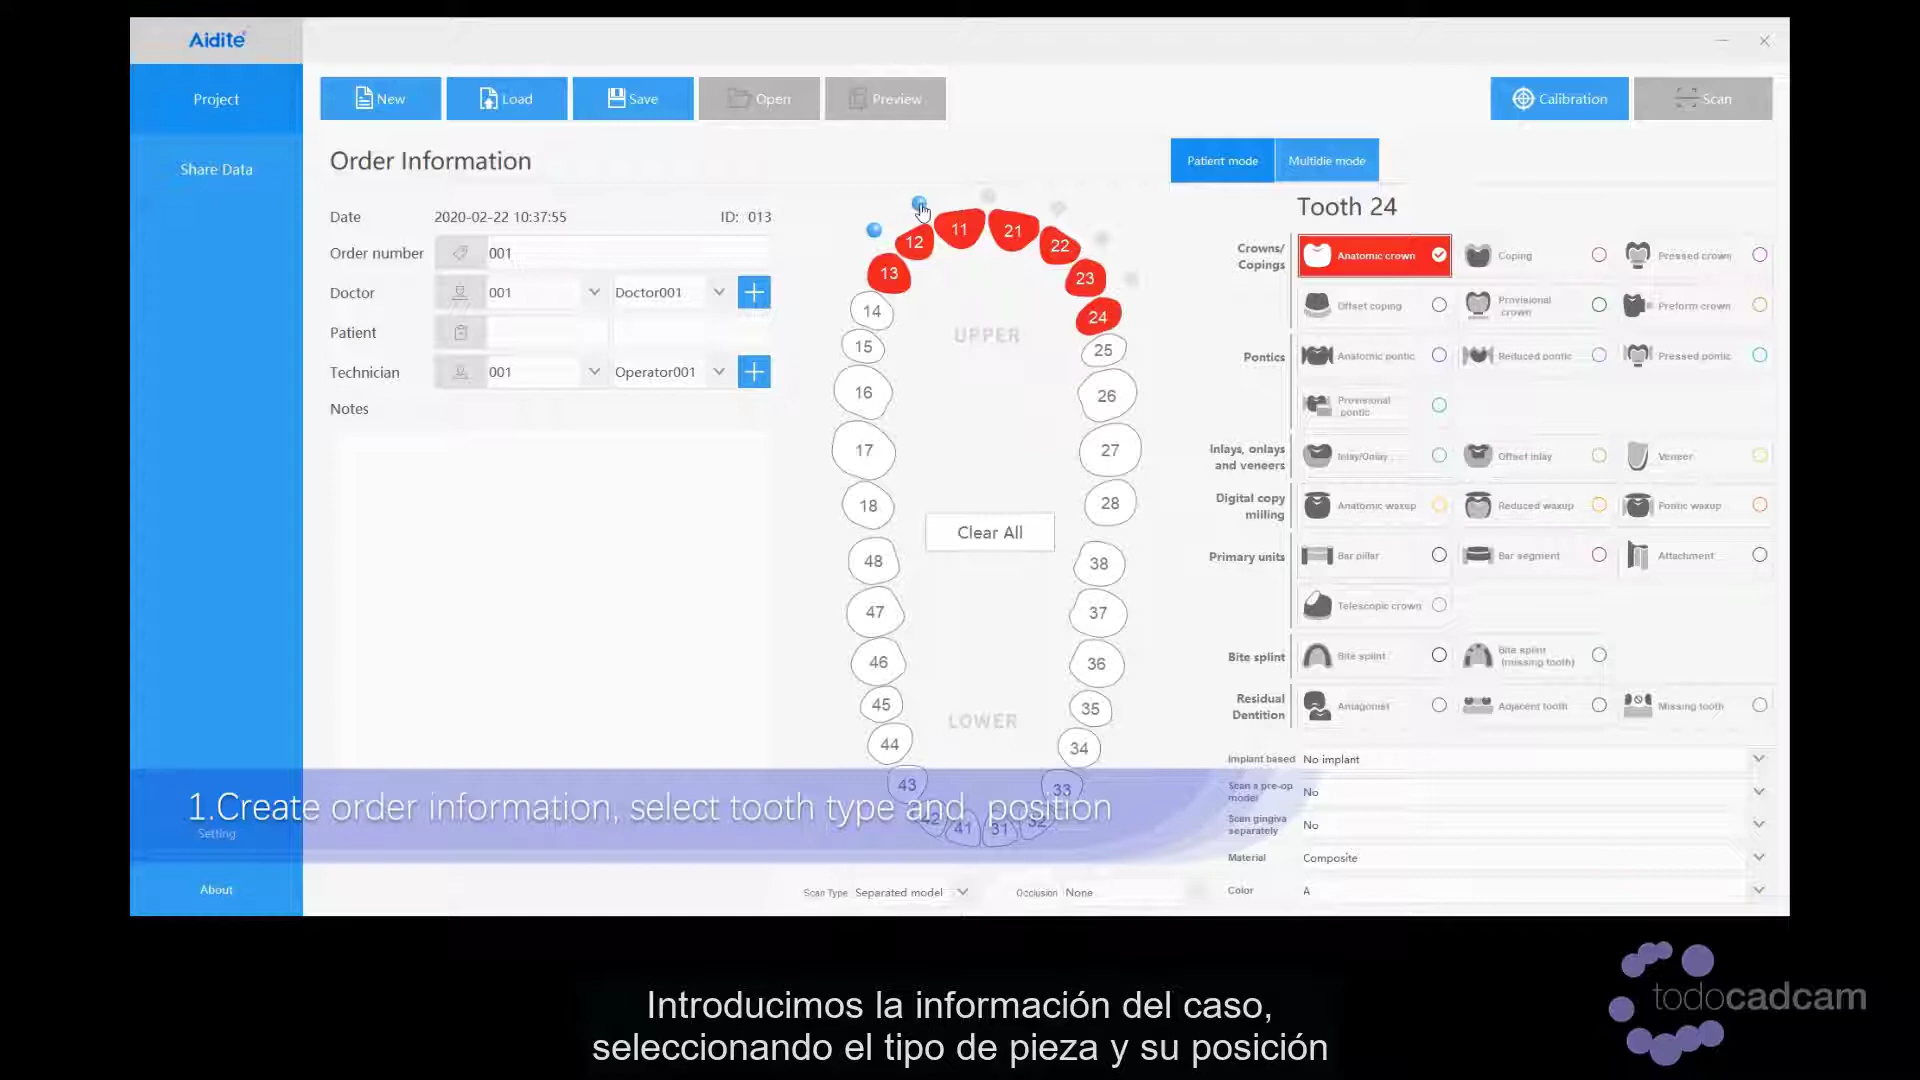 Aidite
Project
Share Data
Setting
About
New
Load
Save
Open
Preview
Calibration
Scan
Order Information
Patient mode
Multidie mode
Date
2020-02-22 10:37:55
ID: 013
Order number
001
Doctor
001
Doctor001
Patient
Technician
001
Operator001
Notes
11
21
12
22
13
23
14
24
15
25
16
26
17
27
18
28
UPPER
Clear All
48
38
47
37
46
36
45
35
44
34
43
33
42
41
31
32
LOWER
Scan Type Separated model
Occlusion None
Tooth 24
Crowns/
Copings
Anatomic crown
Coping
Pressed crown
Offset coping
Provisional
crown
Preform crown
Pontics
Anatomic pontic
Reduced pontic
Pressed pontic
Provisional
pontic
Inlays, onlays
and veneers
Inlay/Onlay
Offset inlay
Veneer
Digital copy
milling
Anatomic waxup
Reduced waxup
Pontic waxup
Primary units
Bar pillar
Bar segment
Attachment
Telescopic crown
Bite splint
Bite splint
Bite splint
(missing tooth)
Residual
Dentition
Antagonist
Adjacent tooth
Missing tooth
Implant based No implant
Scan a pre-op
model
No
Scan gingiva
separately
No
Material Composite
Color A
1.Create order information, select tooth type and position
Introducimos la información del caso,
seleccionando el tipo de pieza y su posición
todocadcam